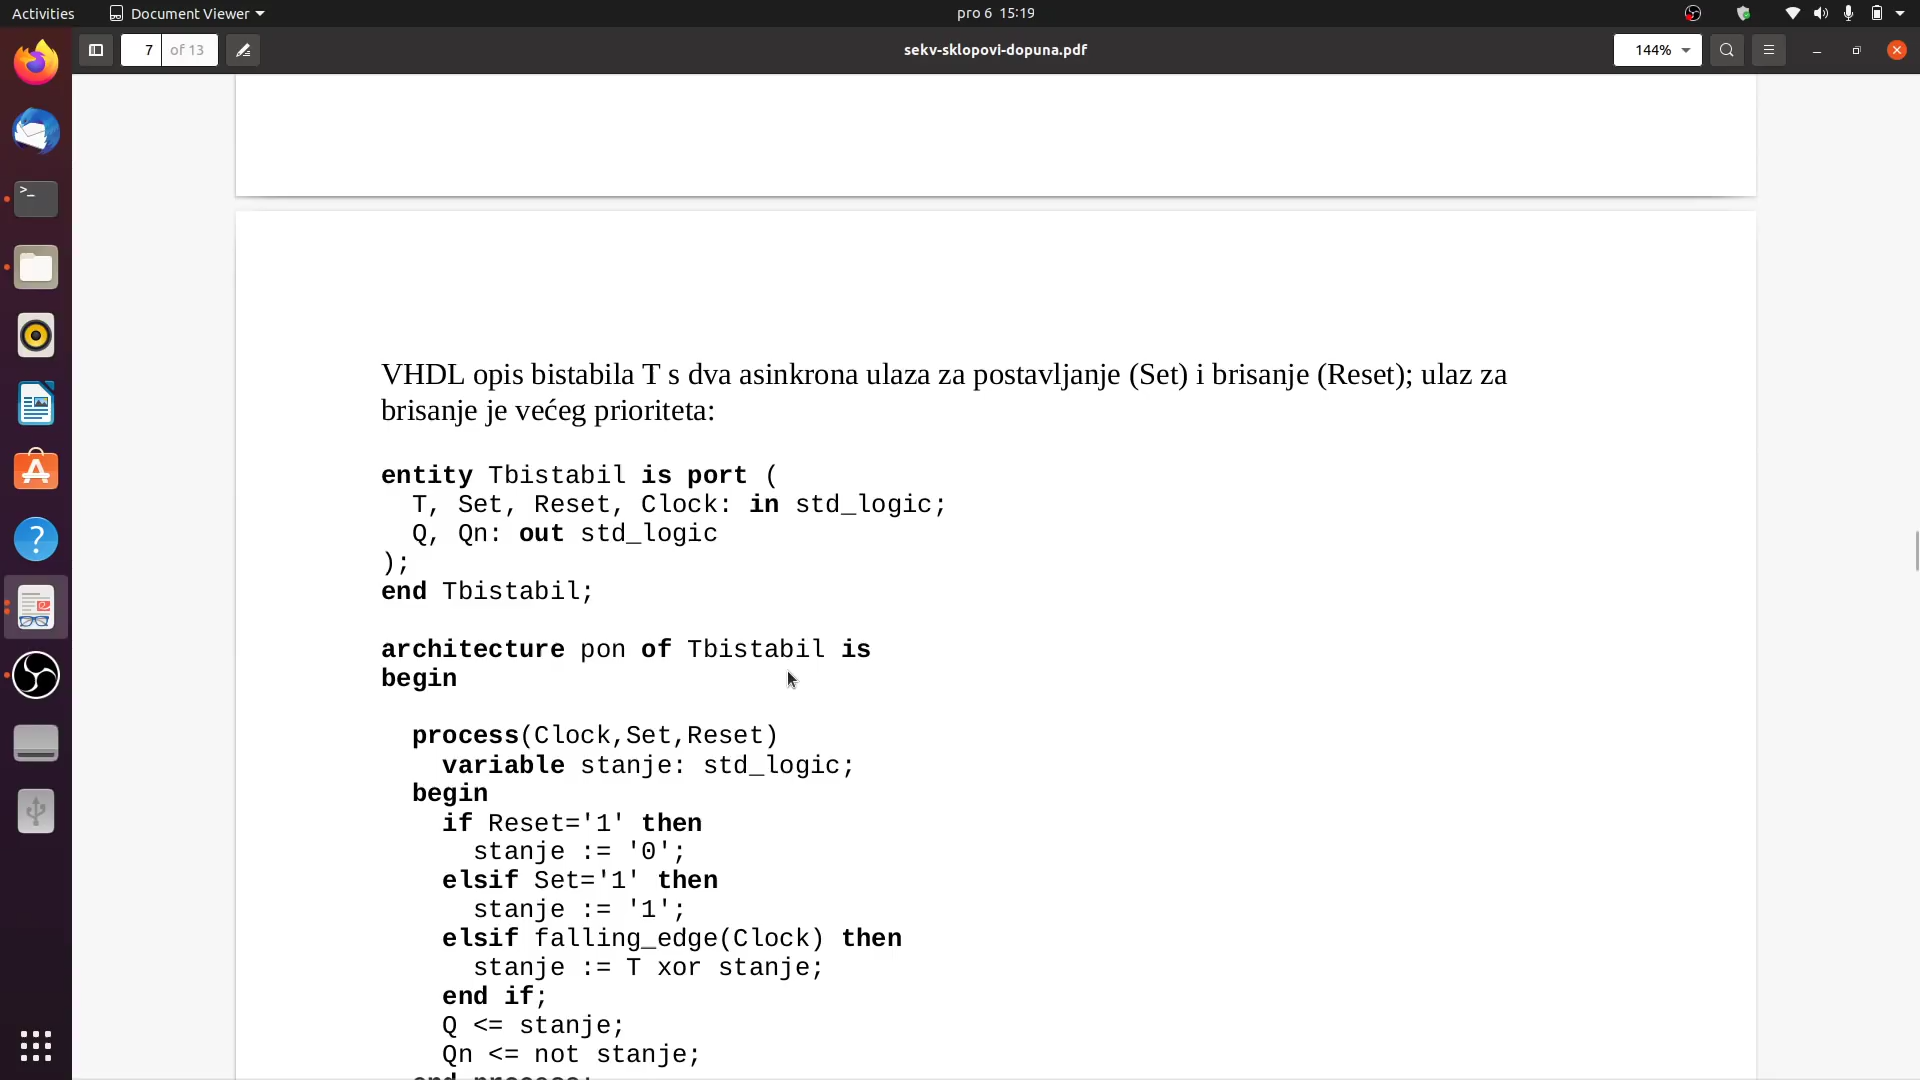 Activities
Document Viewer
pro 6 15:19
7 of 13
sekv-sklopovi-dopuna.pdf
144%
VHDL opis bistabila T s dva asinkrona ulaza za postavljanje (Set) i brisanje (Reset); ulaz za
brisanje je većeg prioriteta:
entity Tbistabil is port (
T, Set, Reset, Clock: in std_logic;
Q, Qn: out std_logic
);
end Tbistabil;
architecture pon of Tbistabil is
begin
process(Clock,Set,Reset)
variable stanje: std_logic;
begin
if Reset='1' then
stanje := '0';
elsif Set='1' then
stanje := '1';
elsif falling_edge(Clock) then
stanje := T xor stanje;
end if;
Q <= stanje;
Qn <= not stanje;
end process;